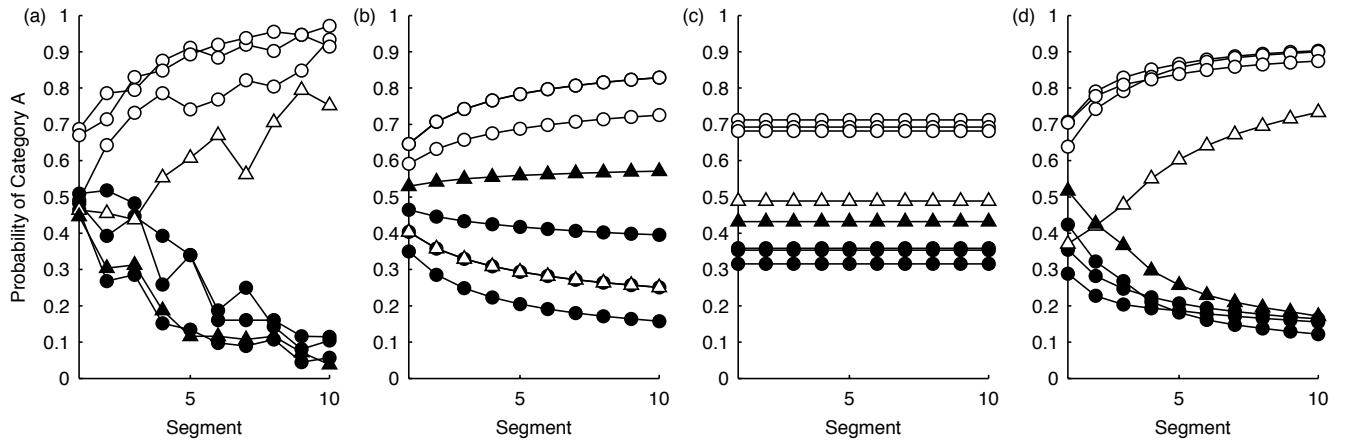 (a) (b) (c) (d)
Probability of Category A
1 1 1 1
0.9 0.9 0.9 0.9
0.8 0.8 0.8 0.8
0.7 0.7 0.7 0.7
0.6 0.6 0.6 0.6
0.5 0.5 0.5 0.5
0.4 0.4 0.4 0.4
0.3 0.3 0.3 0.3
0.2 0.2 0.2 0.2
0.1 0.1 0.1 0.1
0 0 0 0
5 10 5 10 5 10 5 10
Segment Segment Segment Segment